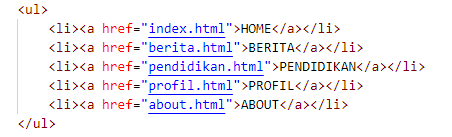 <ul>
<li><a href="index.html">HOME</a></li>
<li><a href="berita.html">BERITA</a></li>
<li><a href="pendidikan.html">PENDIDIKAN</a></li>
<li><a href="profil.html">PROFIL</a></li>
<li><a href="about.html">ABOUT</a></li>
</ul>